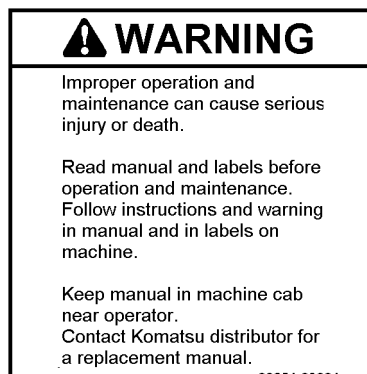 WARNING
Improper operation and
maintenance can cause serious
injury or death.
Read manual and labels before
operation and maintenance.
Follow instructions and warning
in manual and in labels on
machine.
Keep manual in machine cab
near operator.
Contact Komatsu distributor for
a replacement manual.